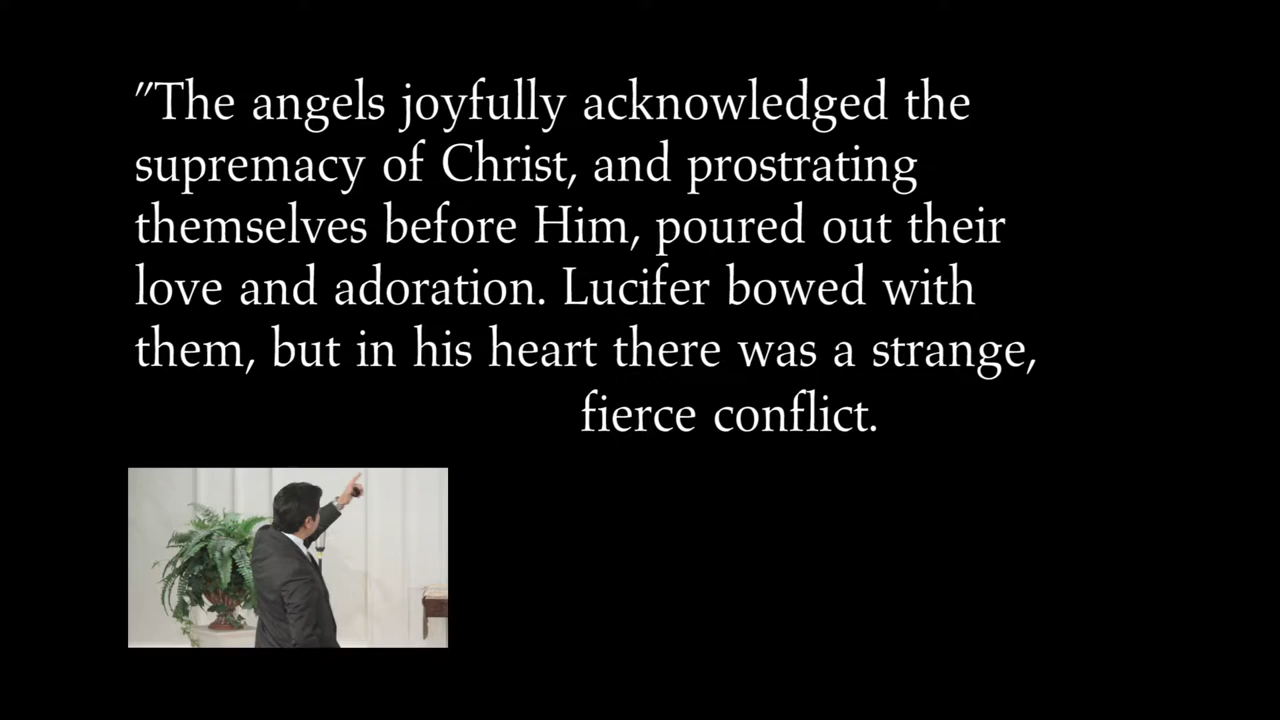 "The angels joyfully acknowledged the
supremacy of Christ, and prostrating
themselves before Him, poured out their
love and adoration. Lucifer bowed with
them, but in his heart there was a strange,
fierce conflict.